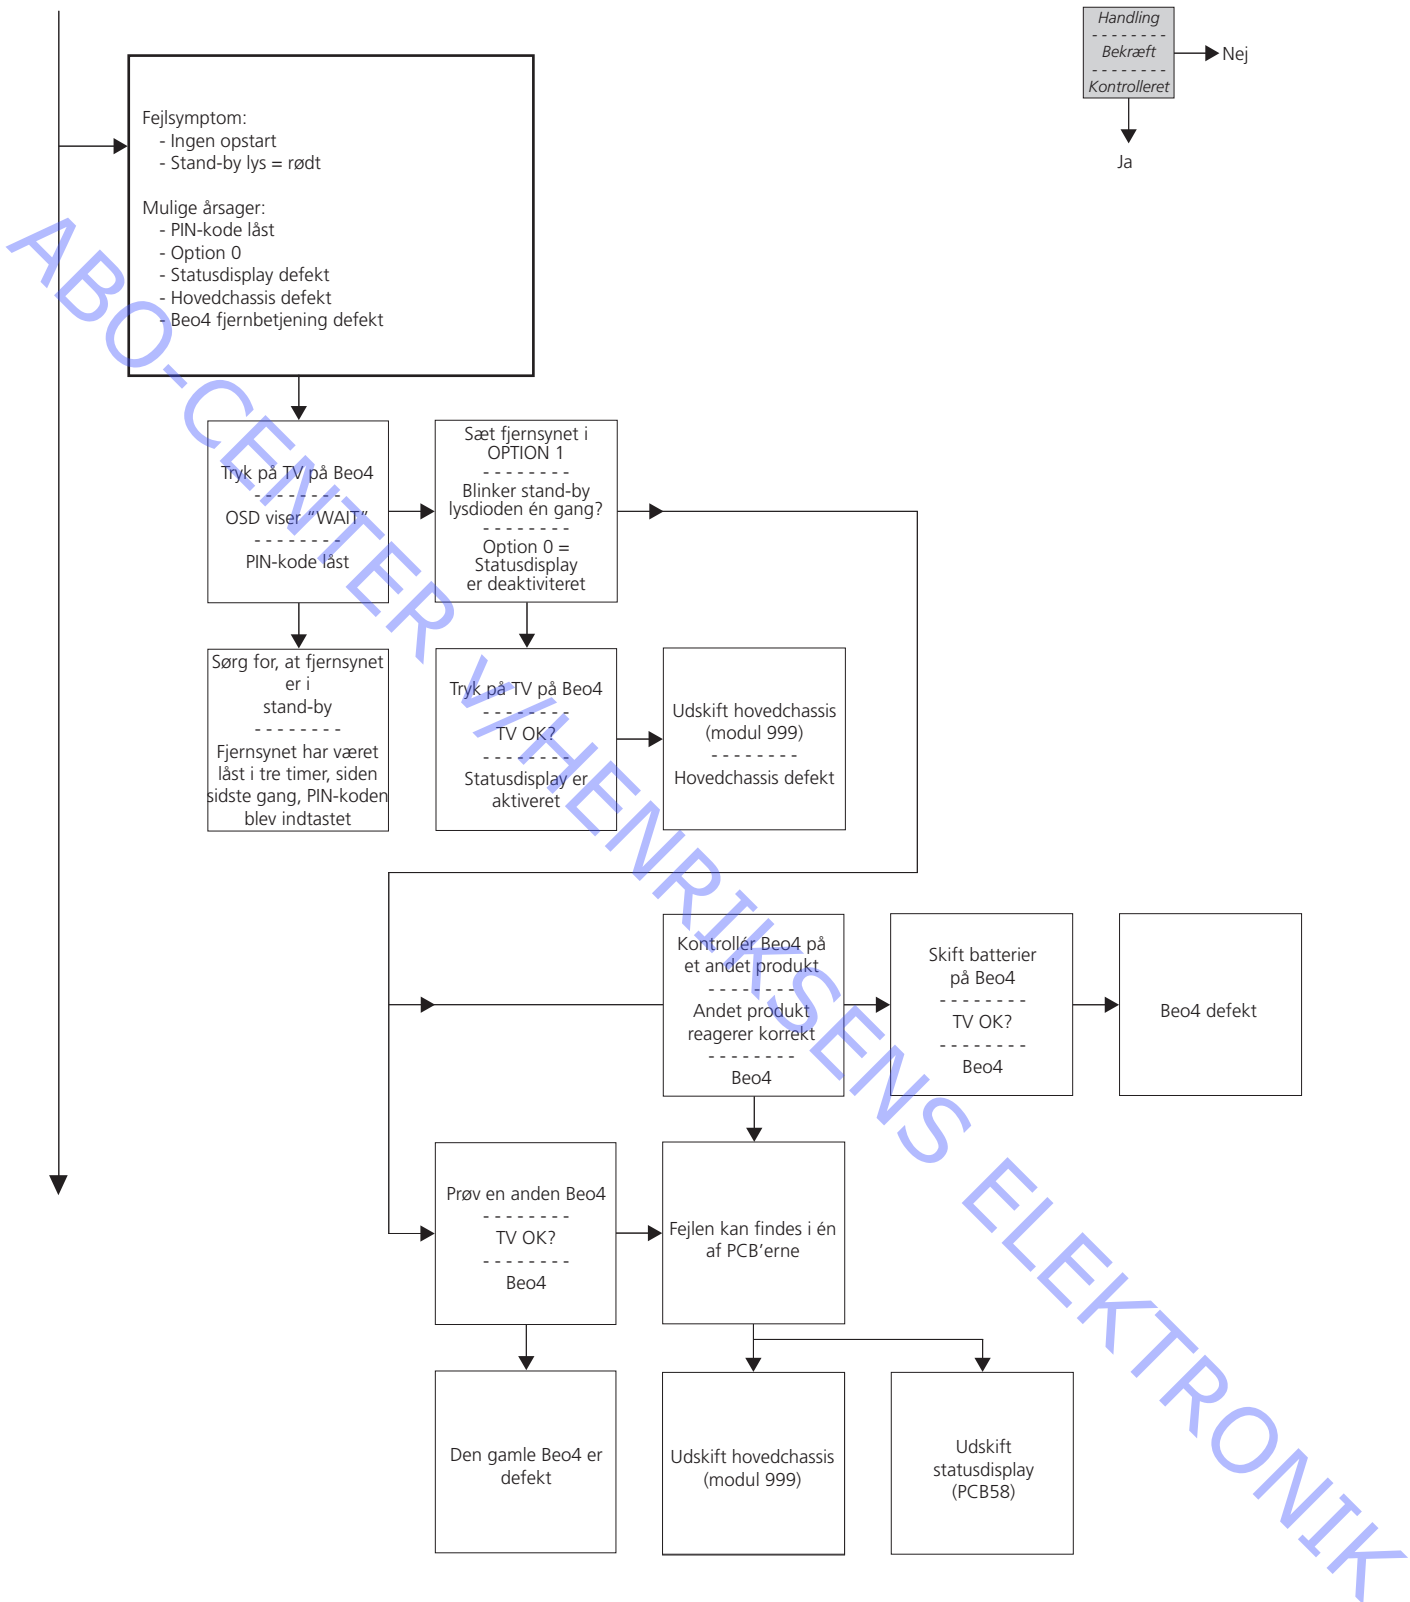 Handling
- - - - - - - -
Bekræft
- - - - - - - -
Kontrolleret
Nej
Ja
Fejlsymptom:
- Ingen opstart
- Stand-by lys = rødt
Mulige årsager:
- PIN-kode låst
- Option 0
- Statusdisplay defekt
- Hovedchassis defekt
- Beo4 fjernbetjening defekt
Tryk på TV på Beo4
- - - - - - - -
OSD viser “WAIT”
- - - - - - - -
PIN-kode låst
Sæt fjernsynet i
OPTION 1
- - - - - - - -
Blinker stand-by
lysdioden én gang?
- - - - - - - -
Option 0 =
Statusdisplay
er deaktiviteret
Sørg for, at fjernsynet
er i
stand-by
- - - - - - - -
Fjernsynet har været
låst i tre timer, siden
sidste gang, PIN-koden
blev indtastet
Tryk på TV på Beo4
- - - - - - - -
TV OK?
- - - - - - - -
Statusdisplay er
aktiveret
Udskift hovedchassis
(modul 999)
- - - - - - - -
Hovedchassis defekt
Kontrollér Beo4 på
et andet produkt
- - - - - - - -
Andet produkt
reagerer korrekt
- - - - - - - -
Beo4
Skift batterier
på Beo4
- - - - - - - -
TV OK?
- - - - - - - -
Beo4
Beo4 defekt
Prøv en anden Beo4
- - - - - - - -
TV OK?
- - - - - - - -
Beo4
Fejlen kan findes i én
af PCB’erne
Den gamle Beo4 er
defekt
Udskift hovedchassis
(modul 999)
Udskift
statusdisplay
(PCB58)
ABO-CENTER v/HENRIKSENS ELEKTRONIK